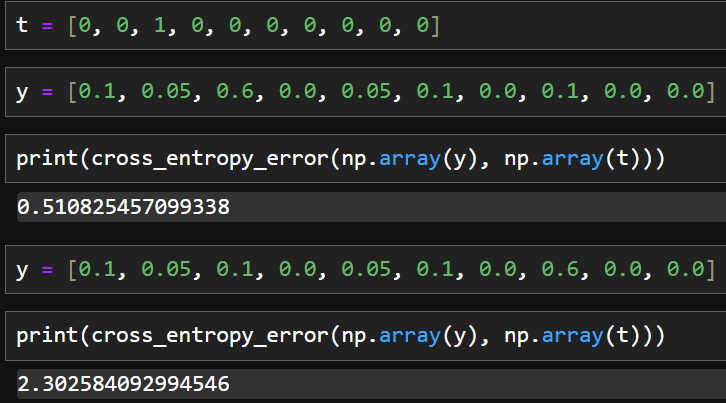 t = [0, 0, 1, 0, 0, 0, 0, 0, 0, 0]
y = [0.1, 0.05, 0.6, 0.0, 0.05, 0.1, 0.0, 0.1, 0.0, 0.0]
print(cross_entropy_error(np.array(y), np.array(t)))
0.510825457099338
y = [0.1, 0.05, 0.1, 0.0, 0.05, 0.1, 0.0, 0.6, 0.0, 0.0]
print(cross_entropy_error(np.array(y), np.array(t)))
2.302584092994546